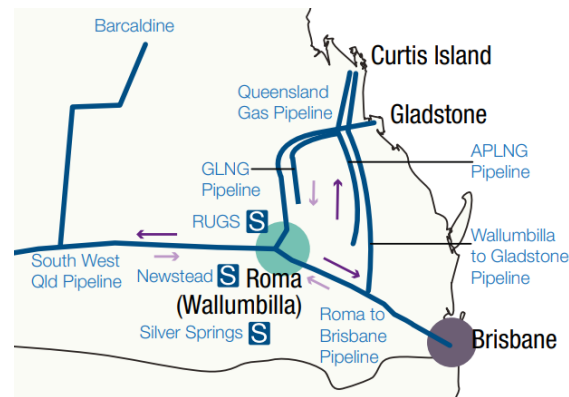 Barcaldine
Curtis Island
Queensland
Gas Pipeline
Gladstone
APLNG
Pipeline
GLNG
Pipeline
RUGS S
Wallumbilla
to Gladstone
Pipeline
South West
Qld Pipeline
Newstead S Roma
(Wallumbilla)
Silver Springs S
Roma to
Brisbane
Pipeline
Brisbane